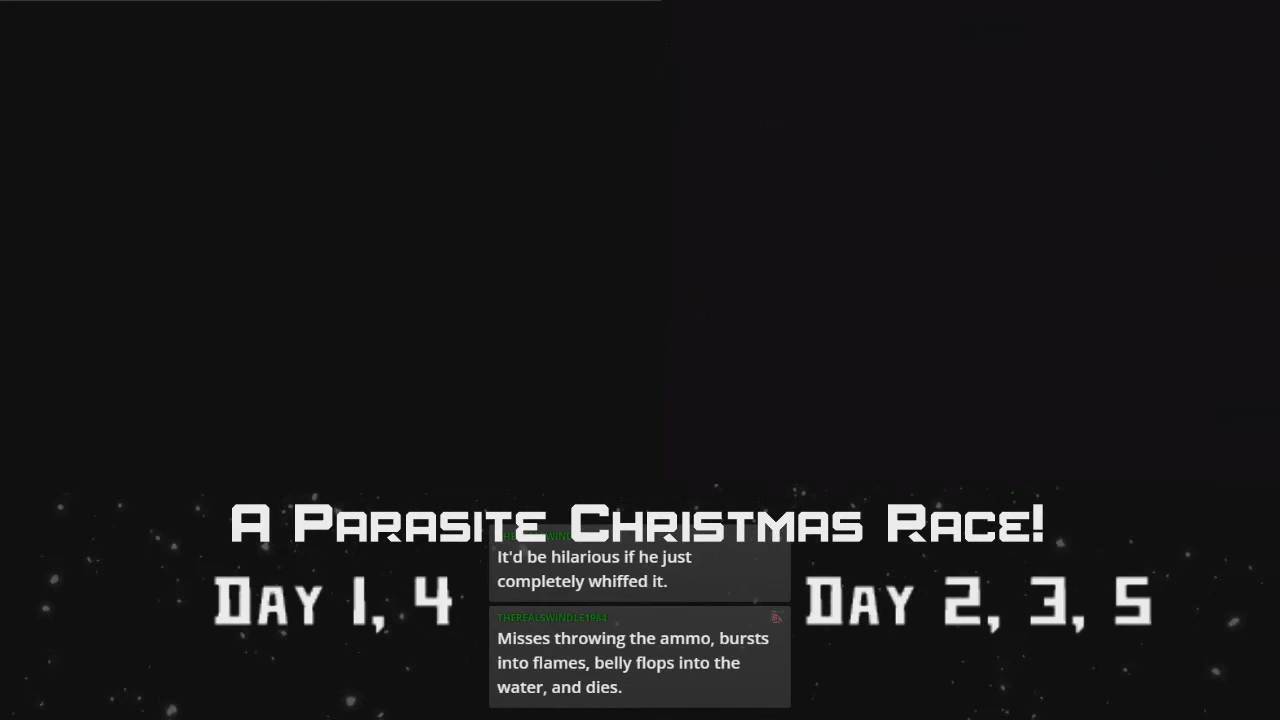 A Parasite Christmas Race!
It'd be hilarious if he just
completely whiffed it.
Day 1, 4
Day 2, 3, 5
THEREALSWINDLE1984
Misses throwing the ammo, bursts
into flames, belly flops into the
water, and dies.